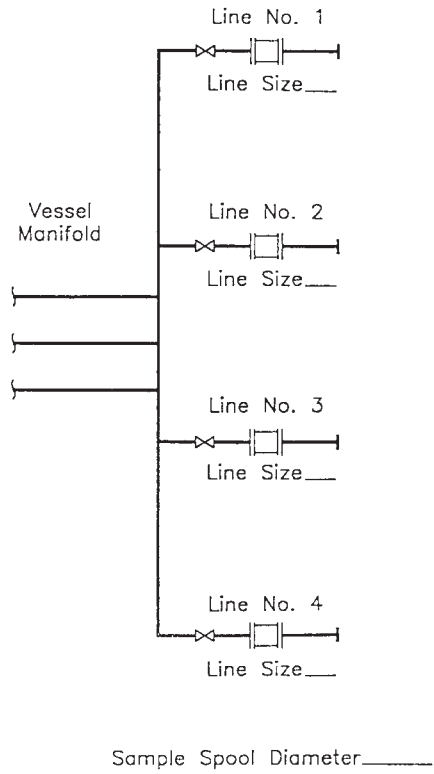 Line No. 1
Line Size___
Vessel
Manifold
Line No. 2
Line Size___
Line No. 3
Line Size___
Line No. 4
Line Size___
Sample Spool Diameter______